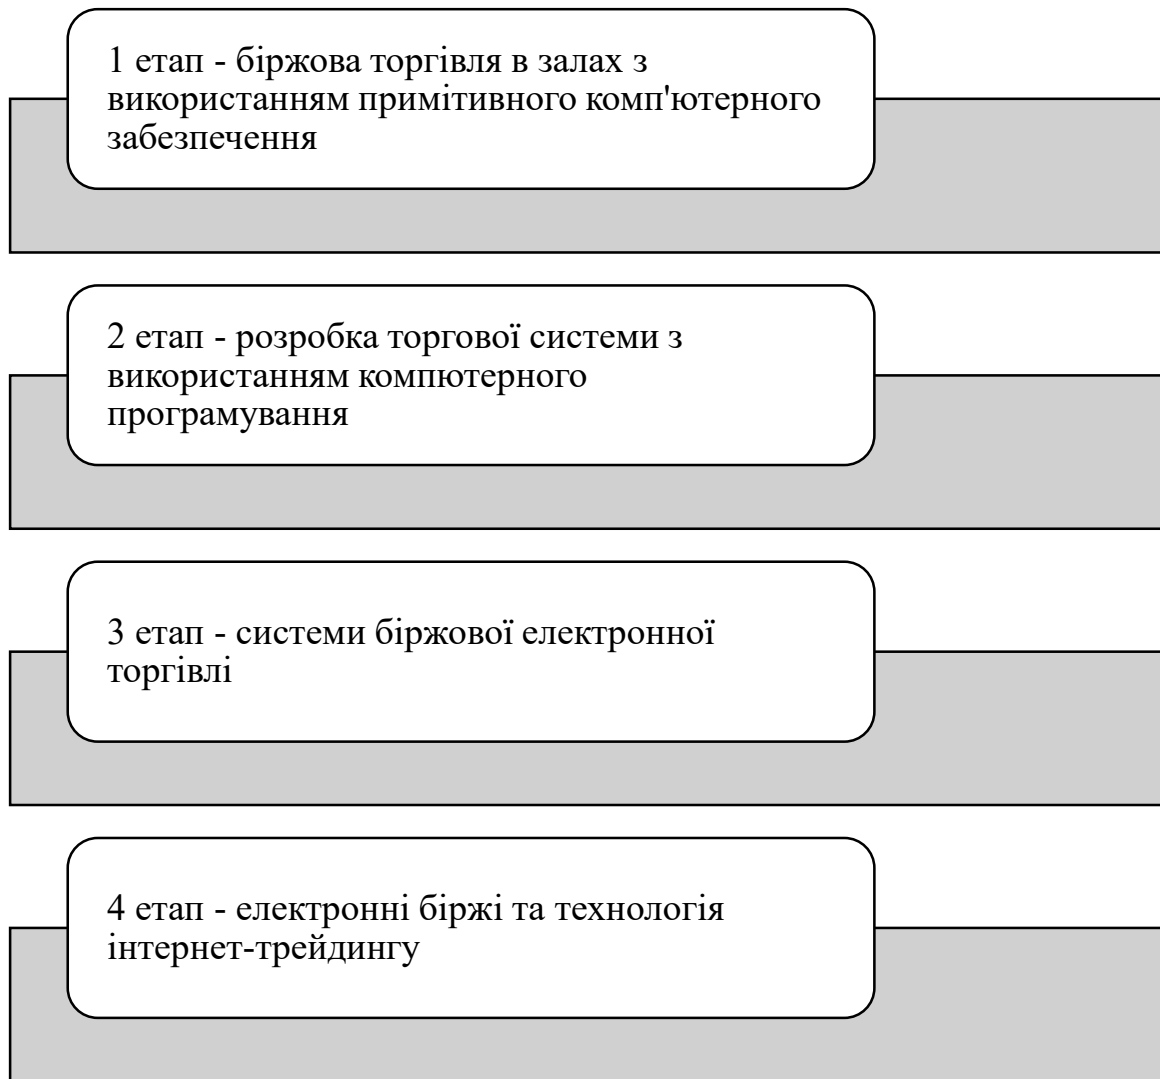 1 етап - біржова торгівля в залах з
використанням примітивного комп'ютерного
забезпечення
2 етап - розробка торгової системи з
використанням компютерного
програмування
3 етап - системи біржової електронної
торгівлі
4 етап - електронні біржі та технологія
інтернет-трейдингу